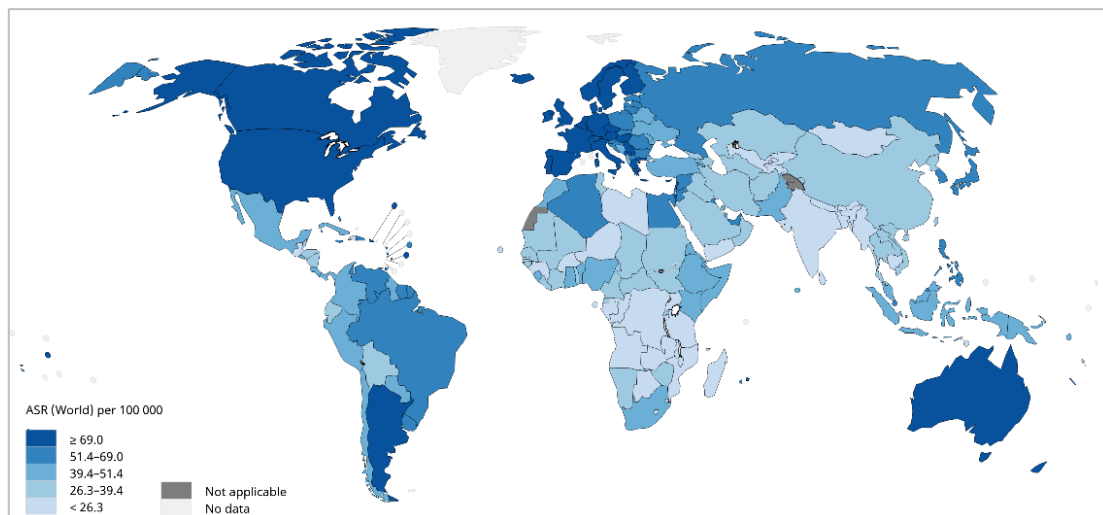 ASR (World) per 100 000
≥ 69.0
51.4–69.0
39.4–51.4
26.3–39.4
< 26.3
Not applicable
No data